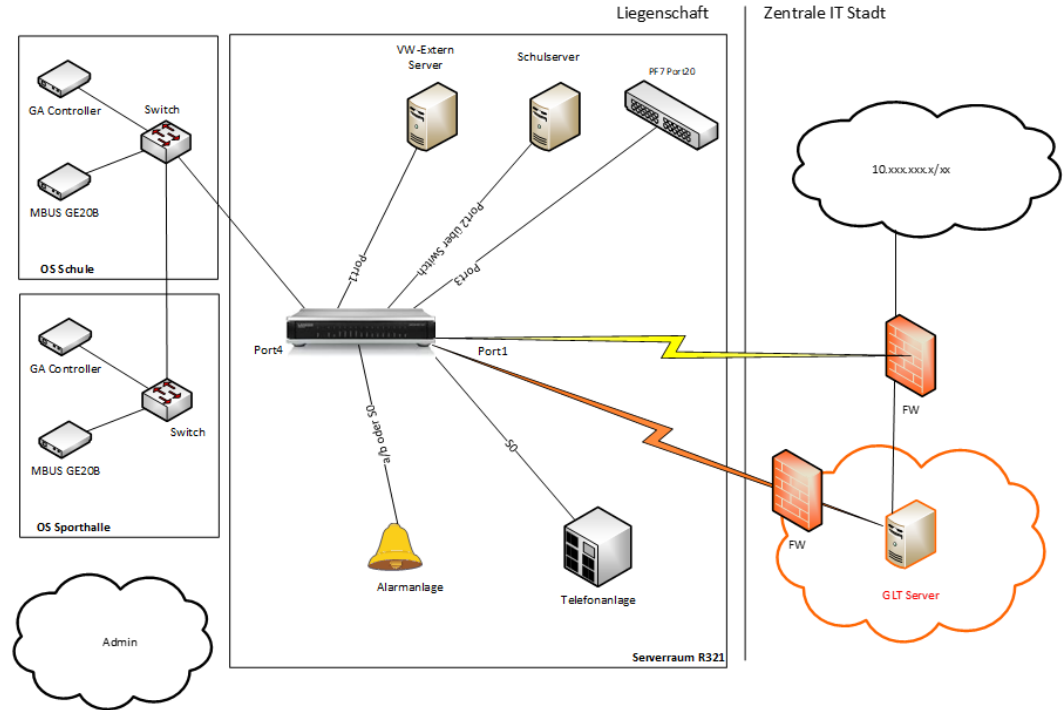 Liegenschaft
Zentrale IT Stadt
GA Controller
Switch
MBUS GE20B
OS Schule
GA Controller
Switch
MBUS GE20B
OS Sporthalle
Admin
VW-Extern
Server
Schulserver
PF7 Port20
Port1
Port2 über Switch
Port3
Port4
Port1
a/b oder S0
S0
Alarmanlage
Telefonanlage
Serverraum R321
10.xxx.xxx.x/xx
FW
FW
GLT Server